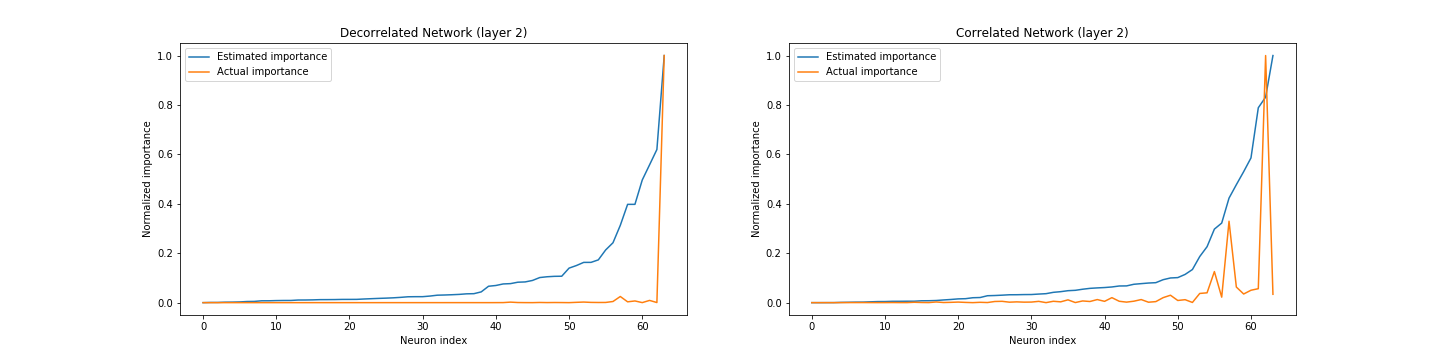 Decorrelated Network (layer 2)
Estimated importance
Actual importance
Normalized importance
1.0
0.8
0.6
0.4
0.2
0.0
0 10 20 30 40 50 60
Neuron index
Correlated Network (layer 2)
Estimated importance
Actual importance
Normalized importance
1.0
0.8
0.6
0.4
0.2
0.0
0 10 20 30 40 50 60
Neuron index